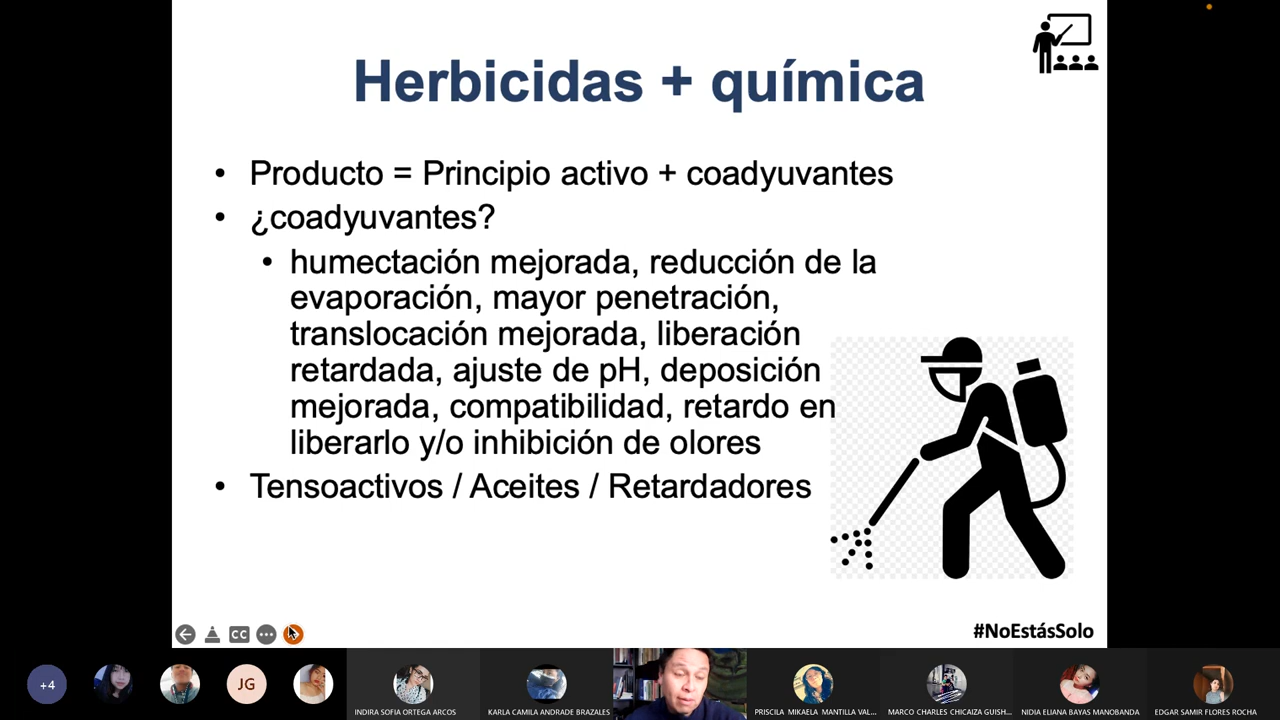 Herbicidas + química
• Producto = Principio activo + coadyuvantes
• ¿coadyuvantes?
• humectación mejorada, reducción de la
evaporación, mayor penetración,
translocación mejorada, liberación
retardada, ajuste de pH, deposición
mejorada, compatibilidad, retardo en
liberarlo y/o inhibición de olores
• Tensoactivos / Aceites / Retardadores
CC
#NoEstásSolo
+4
JG
INDIRA SOFIA ORTEGA ARCOS
KARLA CAMILA ANDRADE BRAZALES
PRISCILA MIKAELA MANTILLA VAL...
MARCO CHARLES CHICAIZA GUISH...
NIDIA ELIANA BAYAS MANOBANDA
EDGAR SAMIR FLORES ROCHA